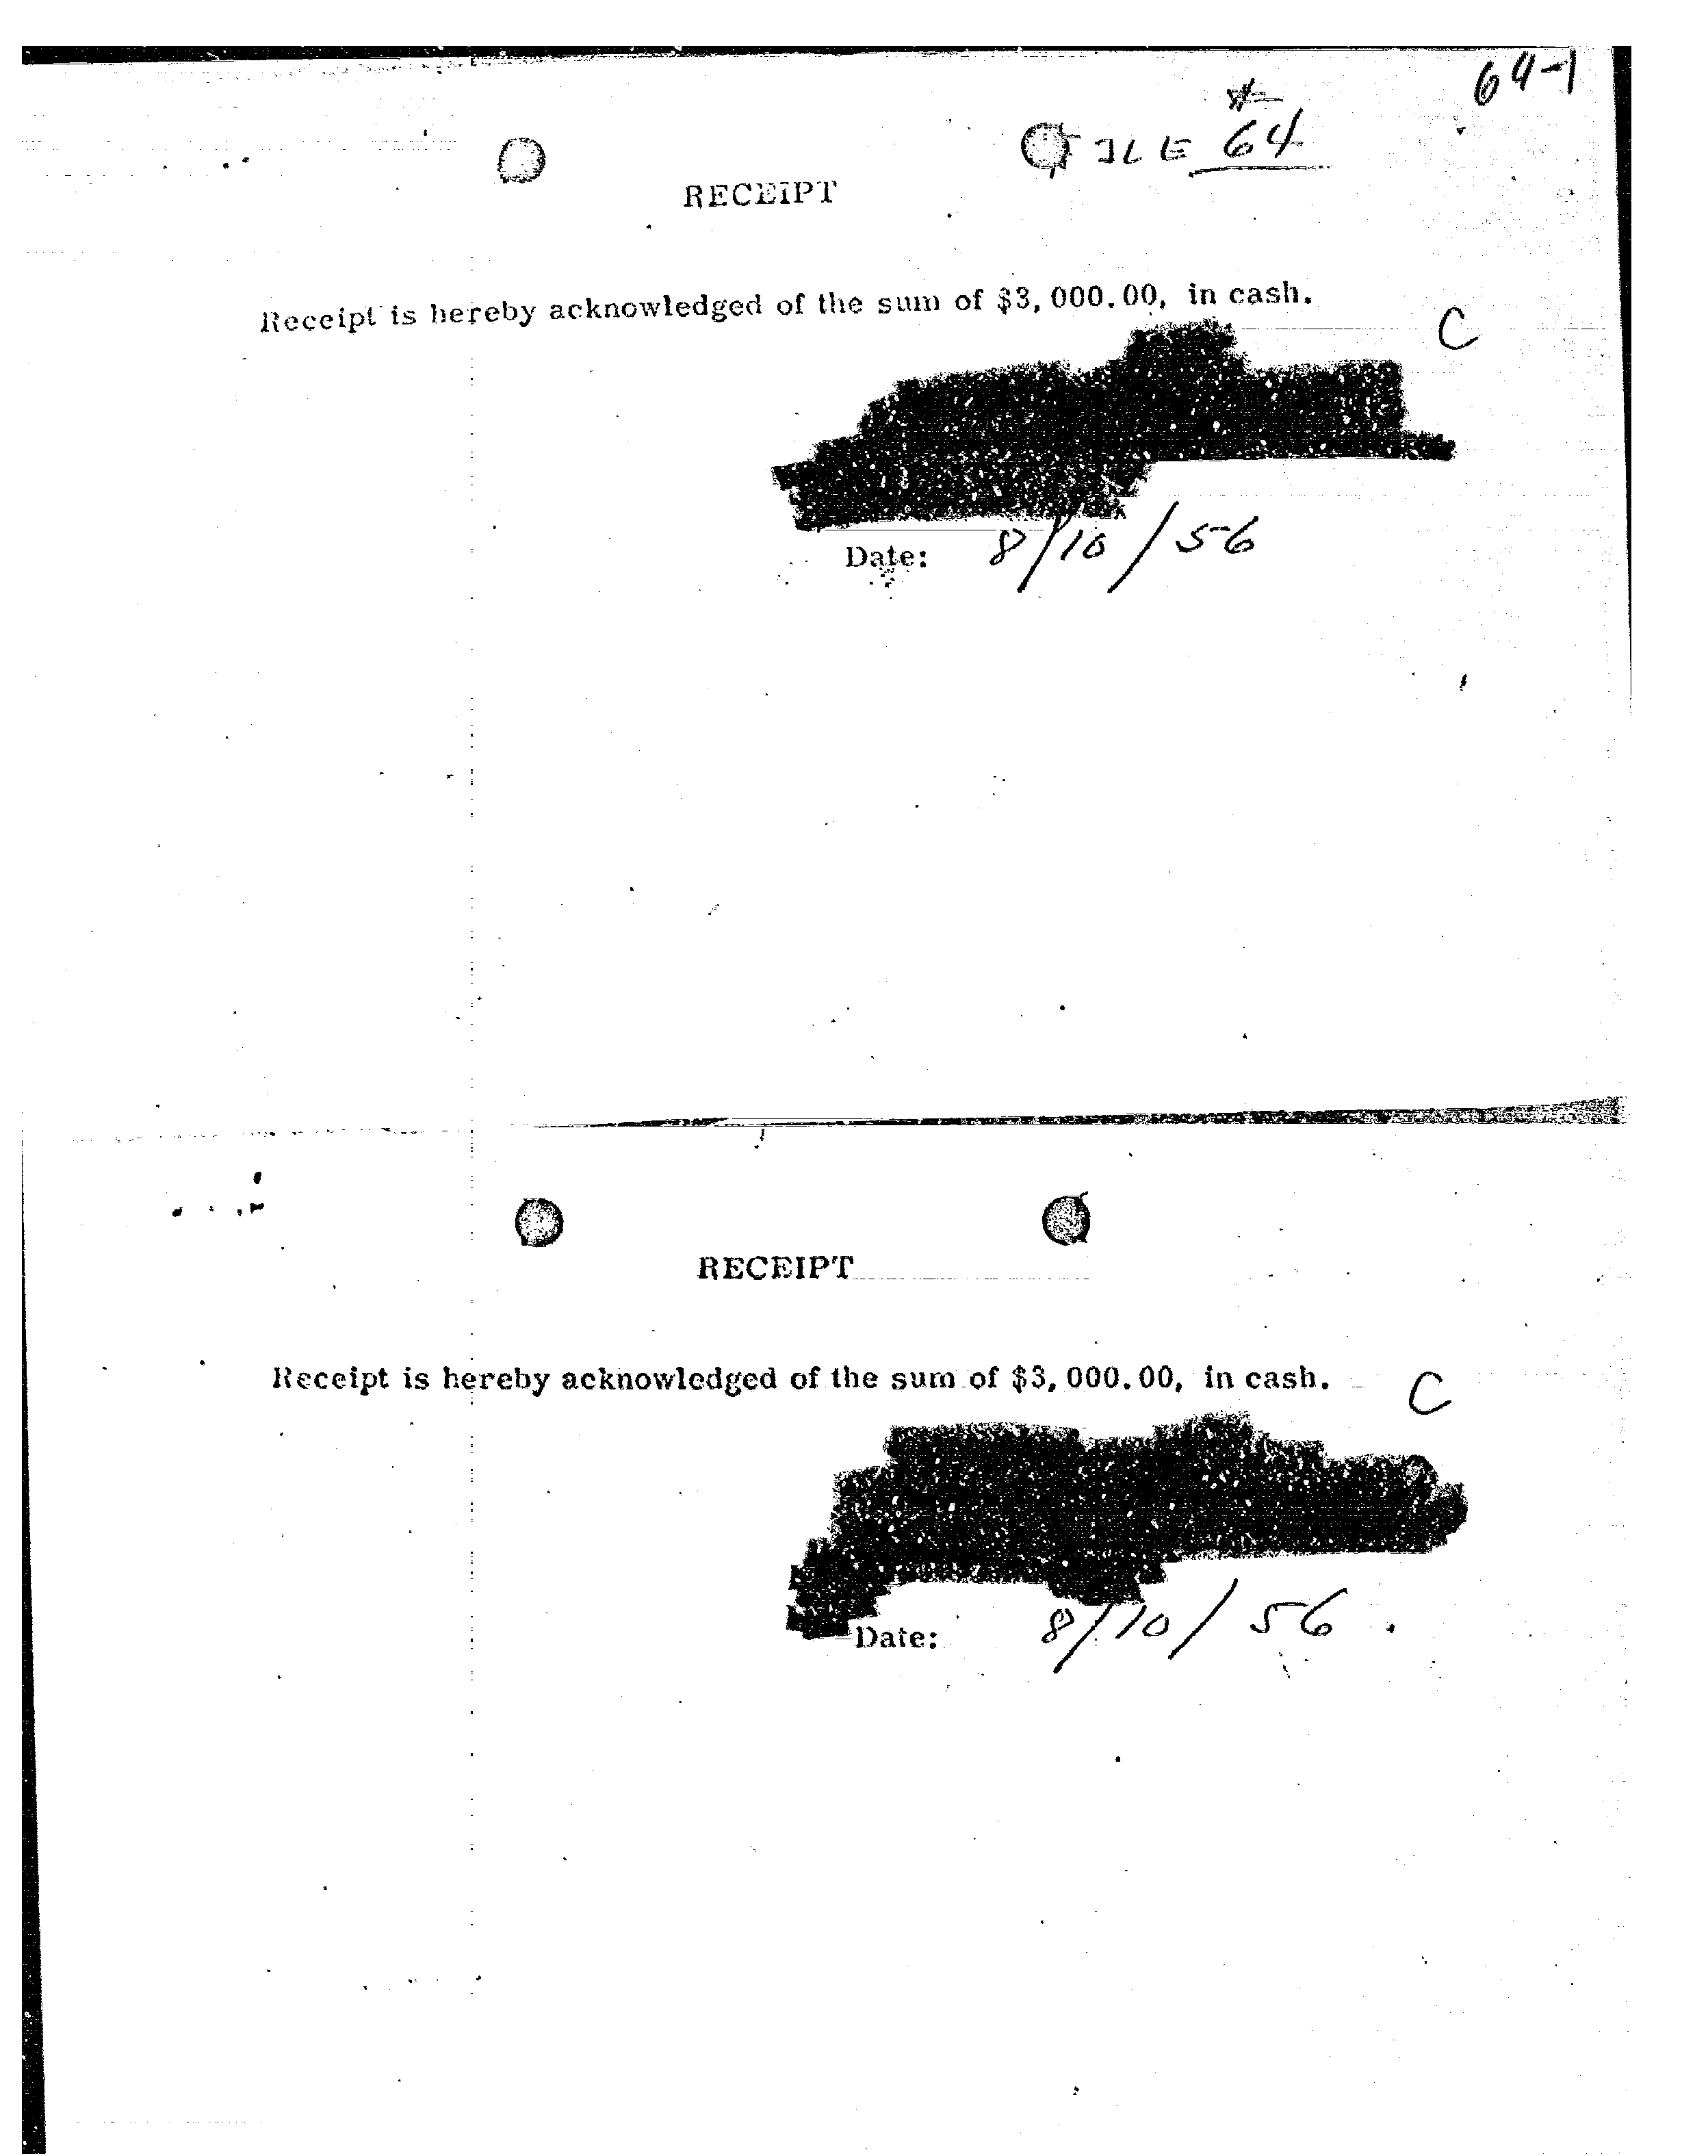 64-1
#
FILE 64
RECEIPT
Receipt is hereby acknowledged of the sum of $3,000.00, in cash.
C
Date: 8/10/56
RECEIPT
Receipt is hereby acknowledged of the sum of $3,000.00, in cash.
C
Date: 8/10/56